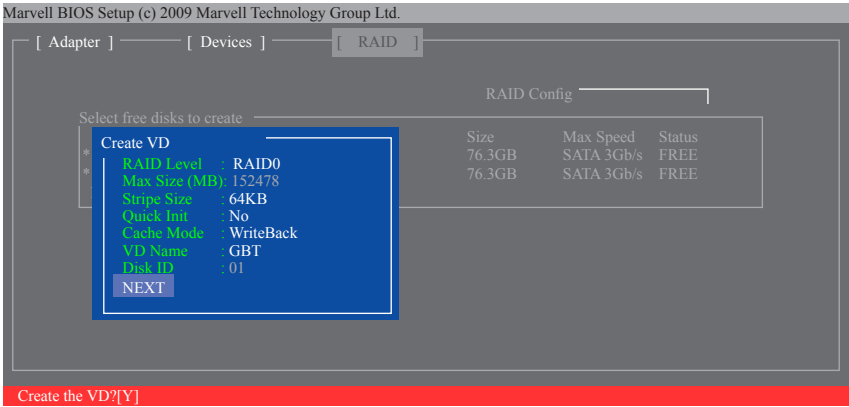 Marvell BIOS Setup (c) 2009 Marvell Technology Group Ltd.
[ Adapter ] [ Devices ] [ RAID ]
RAID Config
Select free disks to create
Size Max Speed Status
* 76.3GB SATA 3Gb/s FREE
* 76.3GB SATA 3Gb/s FREE
Create VD
RAID Level : RAID0
Max Size (MB): 152478
Stripe Size : 64KB
Quick Init : No
Cache Mode : WriteBack
VD Name : GBT
Disk ID : 01
NEXT
Create the VD?[Y]